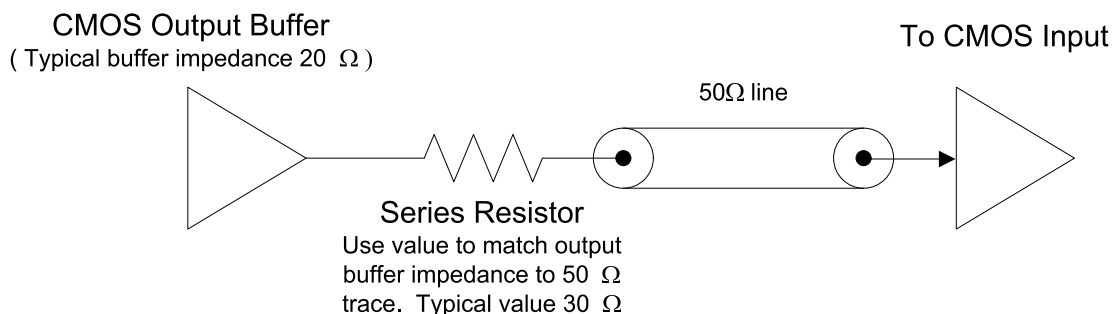 CMOS Output Buffer
( Typical buffer impedance 20 Ω )
To CMOS Input
50Ω line
Series Resistor
Use value to match output
buffer impedance to 50 Ω
trace. Typical value 30 Ω